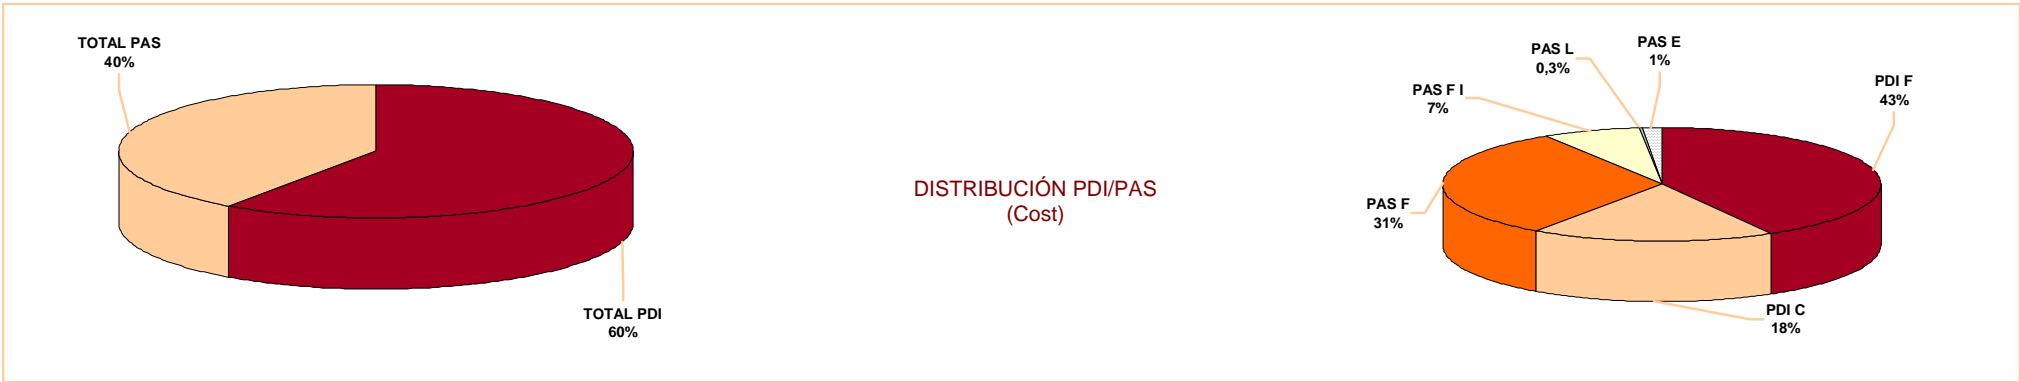 TOTAL PAS
40%
TOTAL PDI
60%
DISTRIBUCIÓN PDI/PAS
(Cost)
PAS L
0,3%
PAS E
1%
PAS F I
7%
PDI F
43%
PAS F
31%
PDI C
18%